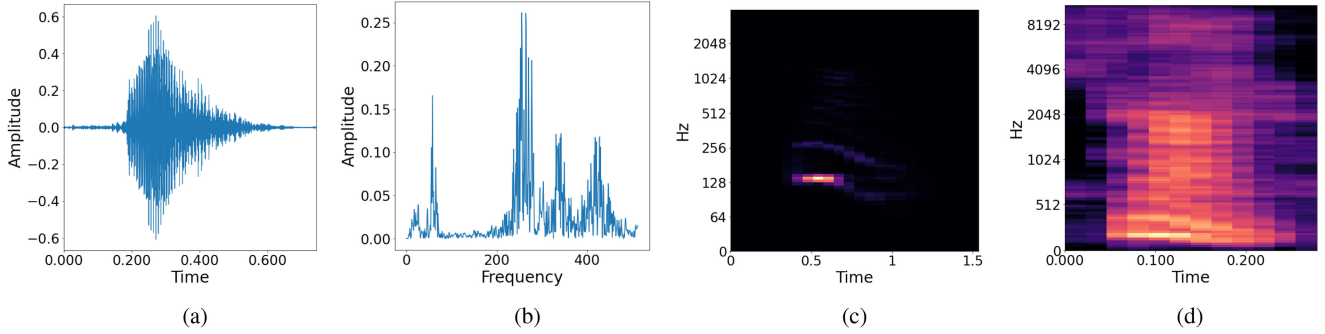 0.6
0.4
0.2
0.0
−0.2
−0.4
−0.6
Amplitude
0.000 0.200 0.400 0.600
Time
(a)
0.25
0.20
0.15
0.10
0.05
0.00
Amplitude
0 200 400
Frequency
(b)
2048
1024
512
256
128
64
0
Hz
0 0.5 1 1.5
Time
(c)
8192
4096
2048
1024
512
0
Hz
0.000 0.100 0.200
Time
(d)